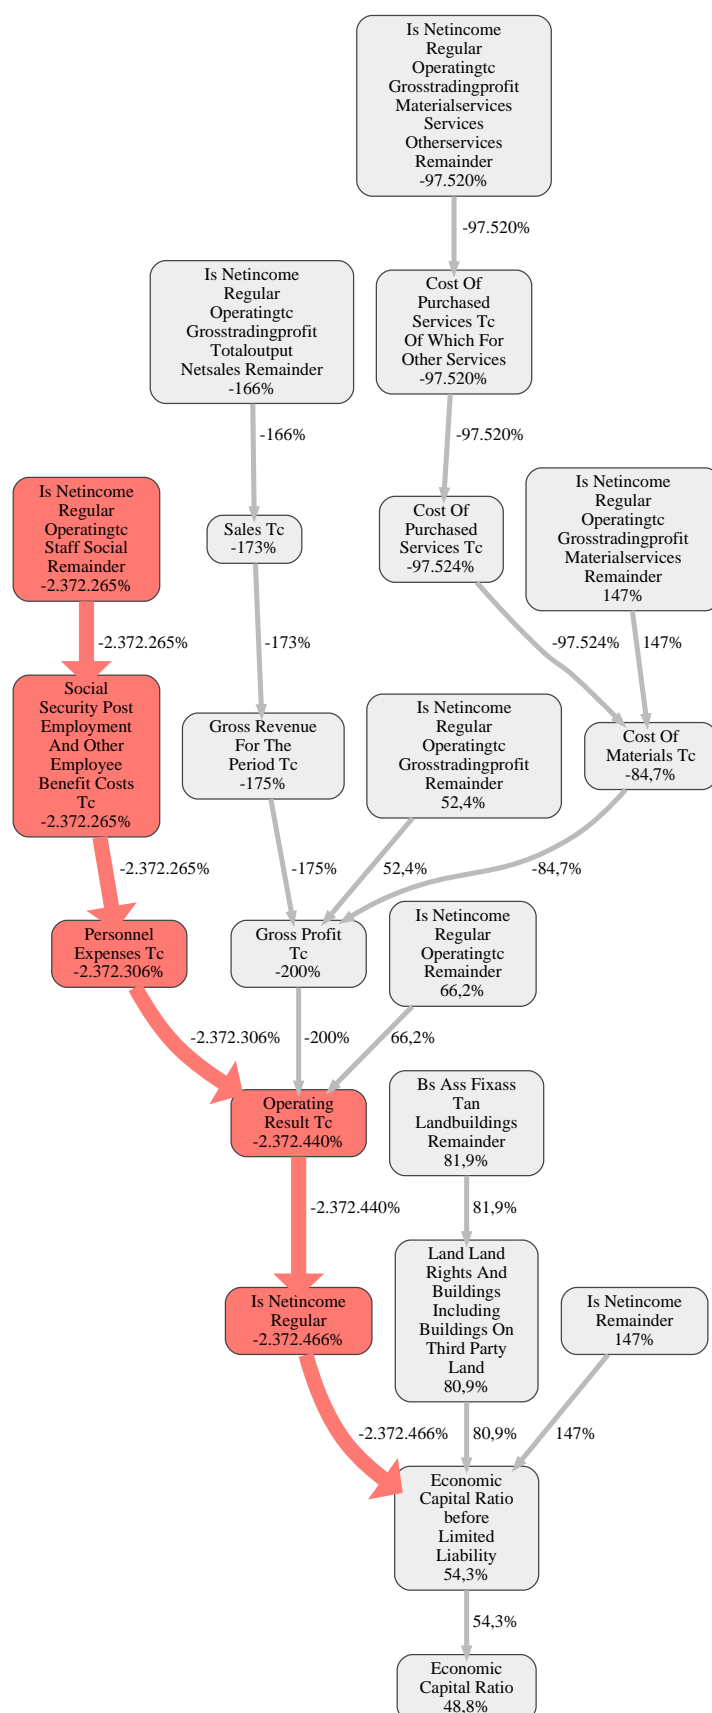 Is Netincome
Regular
Operatingtc
Grosstradingprofit
Materialservices
Services
Otherservices
Remainder
-97.520%
-97.520%
Is Netincome
Regular
Operatingtc
Grosstradingprofit
Totaloutput
Netsales Remainder
-166%
Cost Of
Purchased
Services Tc
Of Which For
Other Services
-97.520%
-166%
-97.520%
Is Netincome
Regular
Operatingtc
Staff Social
Remainder
-2.372.265%
Sales Tc
-173%
Cost Of
Purchased
Services Tc
-97.524%
Is Netincome
Regular
Operatingtc
Grosstradingprofit
Materialservices
Remainder
147%
-2.372.265%
-173%
-97.524%
147%
Social
Security Post
Employment
And Other
Employee
Benefit Costs
Tc
-2.372.265%
Gross Revenue
For The
Period Tc
-175%
Is Netincome
Regular
Operatingtc
Grosstradingprofit
Remainder
52,4%
Cost Of
Materials Tc
-84,7%
-2.372.265%
-175%
52,4%
-84,7%
Personnel
Expenses Tc
-2.372.306%
Gross Profit
Tc
-200%
Is Netincome
Regular
Operatingtc
Remainder
66,2%
-2.372.306%
-200%
66,2%
Operating
Result Tc
-2.372.440%
Bs Ass Fixass
Tan
Landbuildings
Remainder
81,9%
-2.372.440%
81,9%
Is Netincome
Regular
-2.372.466%
Land Land
Rights And
Buildings
Including
Buildings On
Third Party
Land
80,9%
Is Netincome
Remainder
147%
-2.372.466%
80,9%
147%
Economic
Capital Ratio
before
Limited
Liability
54,3%
54,3%
Economic
Capital Ratio
48,8%